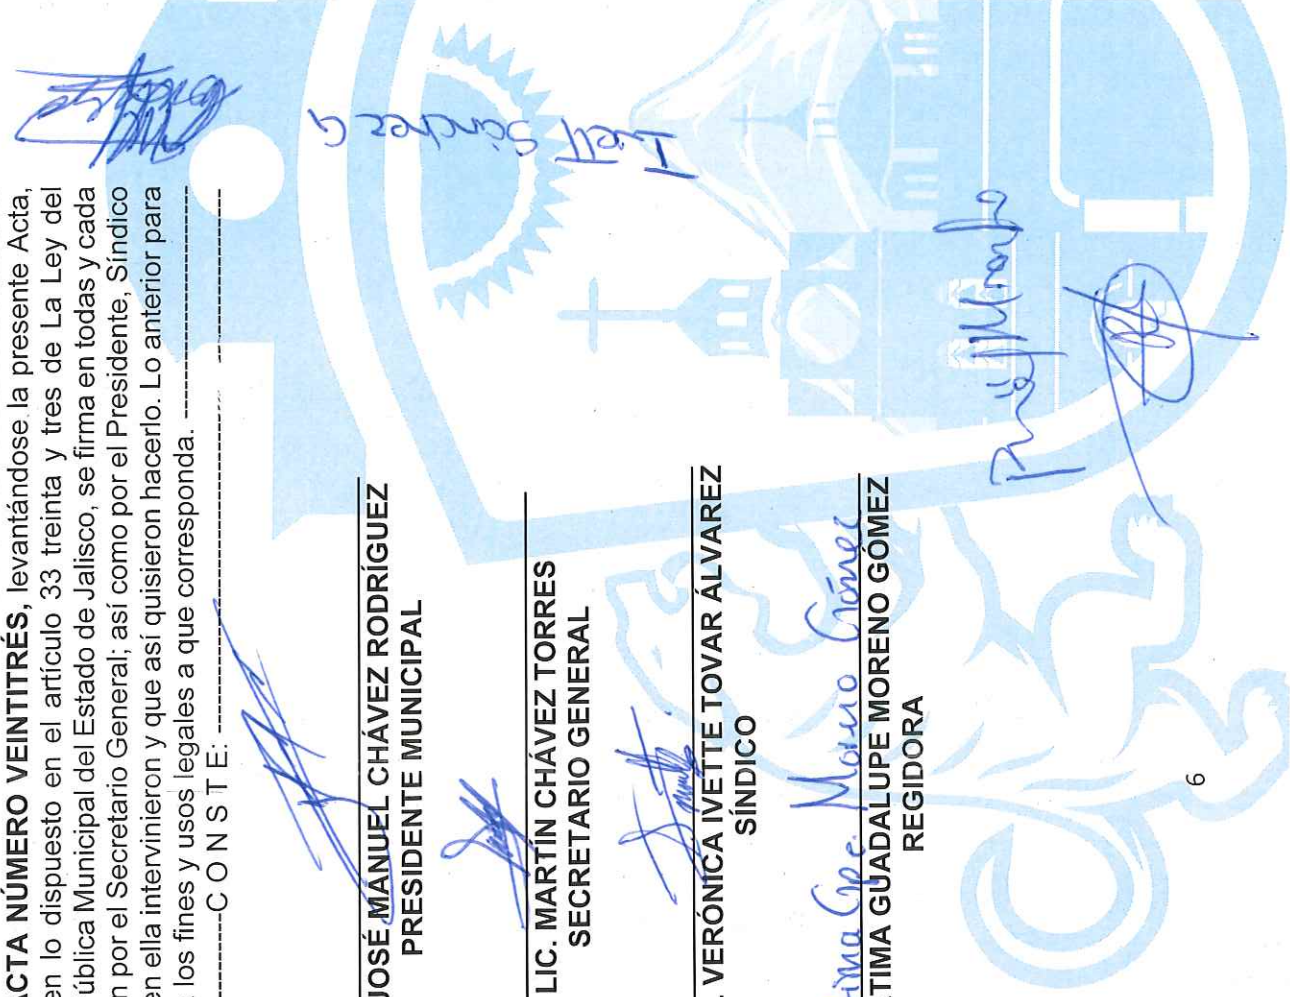 ACTA NÚMERO VEINTITRÉS, levantándose la presente Acta,
en lo dispuesto en el artículo 33 treinta y tres de La Ley del
ública Municipal del Estado de Jalisco, se firma en todas y cada
n por el Secretario General; así como por el Presidente, Síndico
en ella intervinieron y que así quisieron hacerlo. Lo anterior para
los fines y usos legales a que corresponda. ----------------------
----------------C O N S T E: ----------------------------------------
JOSÉ MANUEL CHÁVEZ RODRÍGUEZ
PRESIDENTE MUNICIPAL
LIC. MARTÍN CHÁVEZ TORRES
SECRETARIO GENERAL
. VERÓNICA IVETTE TOVAR ÁLVAREZ
SÍNDICO
ima Gpe. Moreno Gómez
TIMA GUADALUPE MORENO GÓMEZ
REGIDORA
Ivett Sánchez G
6